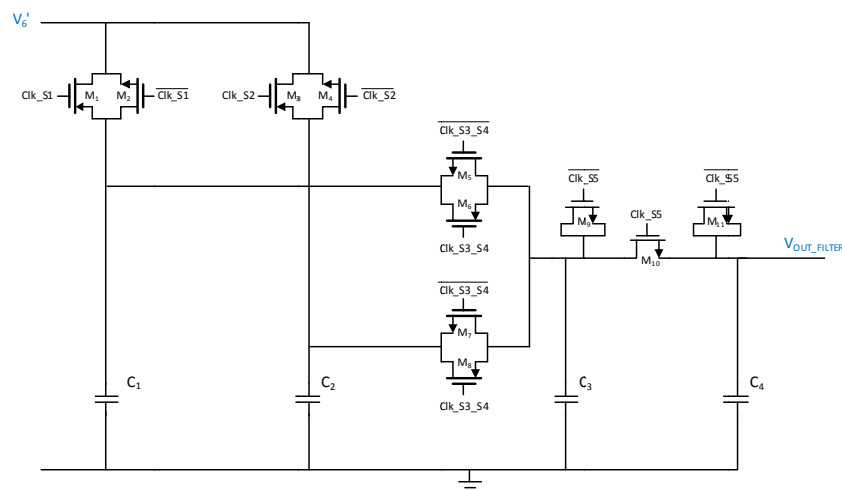 V6'
Clk_S1
M1
M2
Clk_S1
Clk_S2
M3
M4
Clk_S2
Clk_S3_S4
M5
M6
Clk_S3_S4
Clk_S3_S4
M7
M8
Clk_S3_S4
Clk_S5
M9
Clk_S5
M10
Clk_S5
M11
VOUT_FILTER
C1
C2
C3
C4